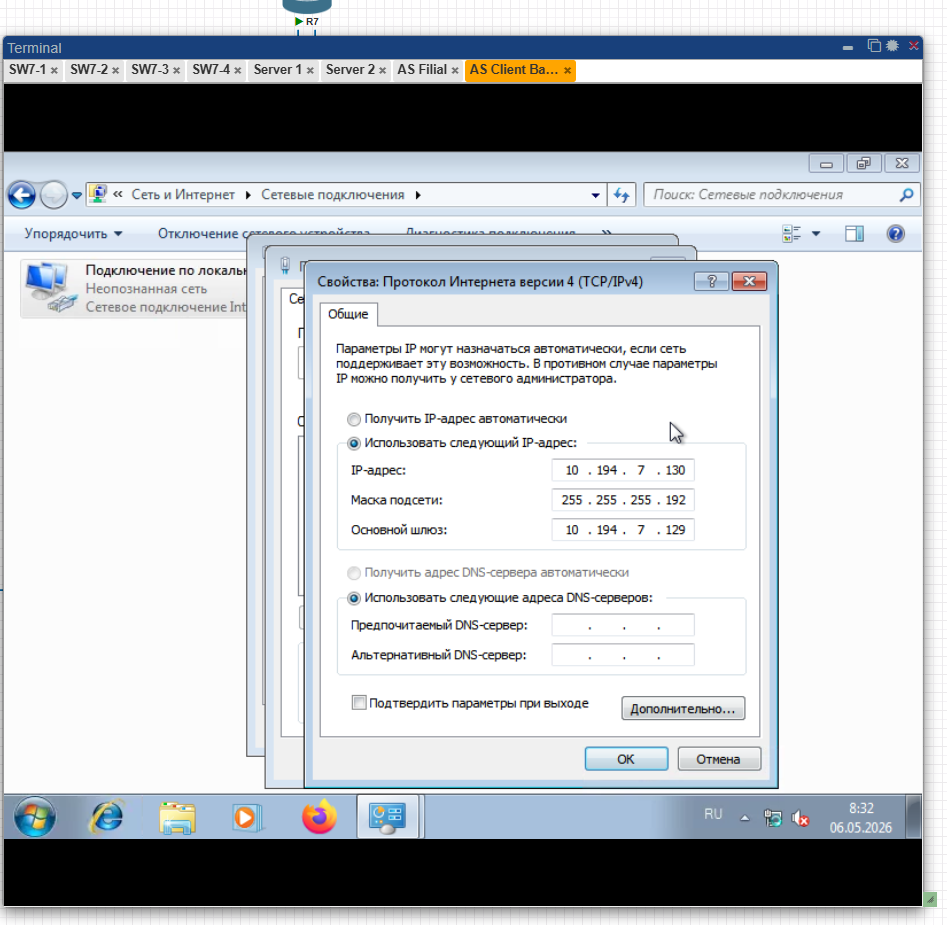 R7
Terminal
SW7-1 × SW7-2 × SW7-3 × SW7-4 × Server 1 × Server 2 × AS Filial × AS Client Ba... ×
« Сеть и Интернет Сетевые подключения
Поиск: Сетевые подключения
Упорядочить Отключение сетевого устройства Диагностика подключения »
Подключение по локальн
Неопознанная сеть
Сетевое подключение Int
Се
Свойства: Протокол Интернета версии 4 (TCP/IPv4)
Общие
Параметры IP могут назначаться автоматически, если сеть
поддерживает эту возможность. В противном случае параметры
IP можно получить у сетевого администратора.
Получить IP-адрес автоматически
Использовать следующий IP-адрес:
IP-адрес: 10 . 194 . 7 . 130
Маска подсети: 255 . 255 . 255 . 192
Основной шлюз: 10 . 194 . 7 . 129
Получить адрес DNS-сервера автоматически
Использовать следующие адреса DNS-серверов:
Предпочитаемый DNS-сервер: . . .
Альтернативный DNS-сервер: . . .
Подтвердить параметры при выходе
Дополнительно...
OK Отмена
RU
8:32
06.05.2026